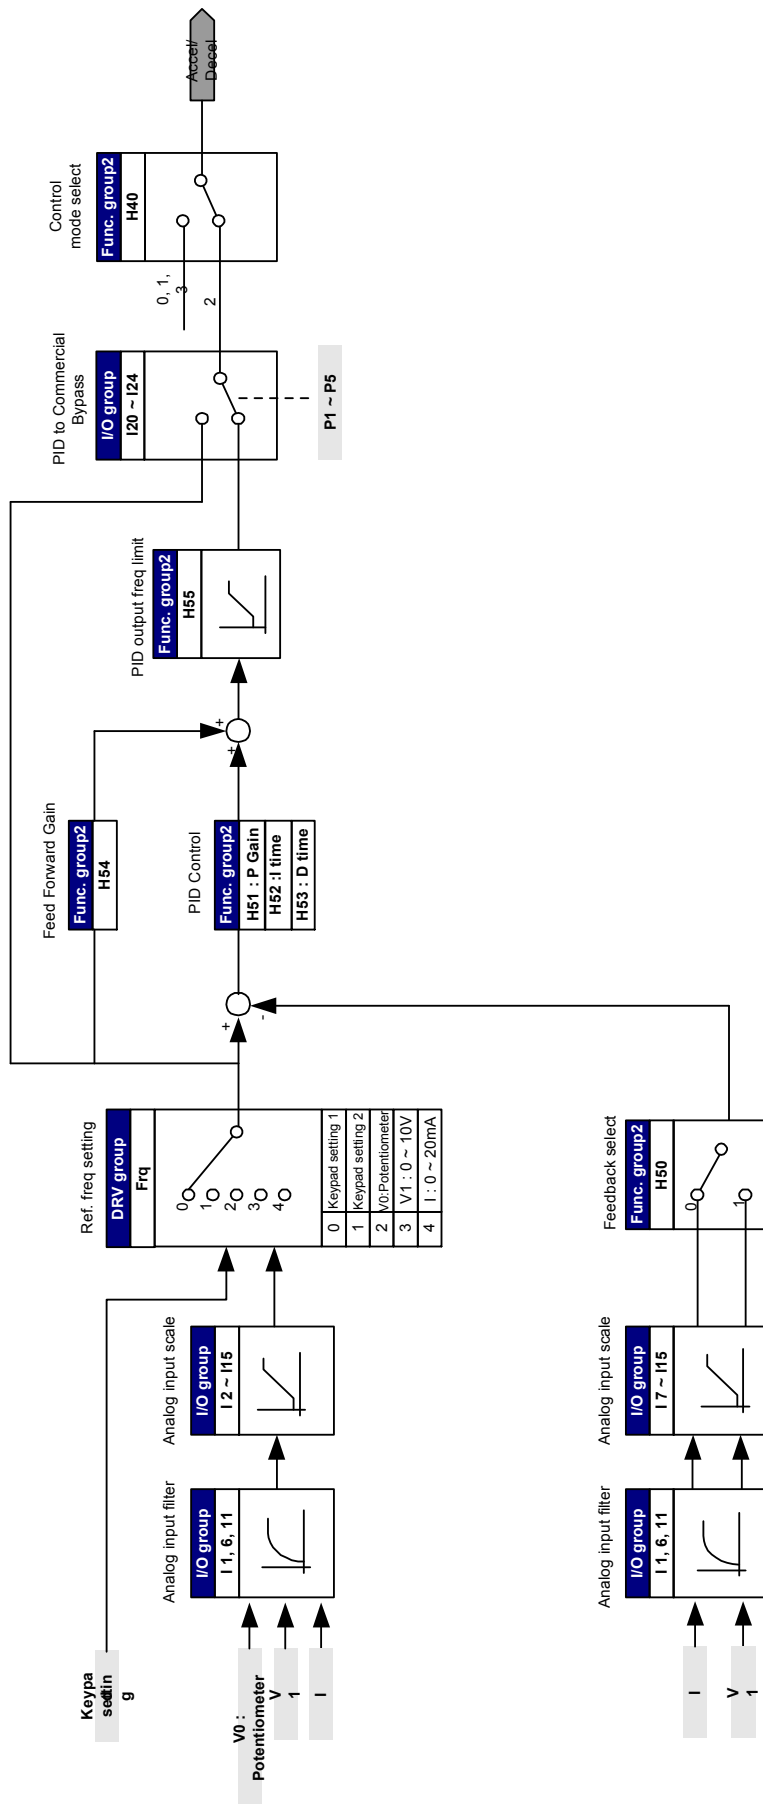 Keypa
settin
g
V0 :
Potentiometer
V
1
I
Analog input filter
I/O group
I 1, 6, 11
Analog input scale
I/O group
I 2 ~ I15
Ref. freq setting
DRV group
Frq
0
1
2
3
4
0 Keypad setting 1
1 Keypad setting 2
2 V0:Potentiometer
3 V1 : 0 ~ 10V
4 I : 0 ~ 20mA
I
V
1
Analog input filter
I/O group
I 1, 6, 11
Analog input scale
I/O group
I 7 ~ I15
Feedback select
Func. group2
H50
0
1
+
-
Feed Forward Gain
Func. group2
H54
PID Control
Func. group2
H51 : P Gain
H52 :I time
H53 : D time
+
+
PID output freq limit
Func. group2
H55
PID to Commercial
Bypass
I/O group
I20 ~ I24
P1 ~ P5
0, 1,
3
2
Control
mode select
Func. group2
H40
Accel/
Decel